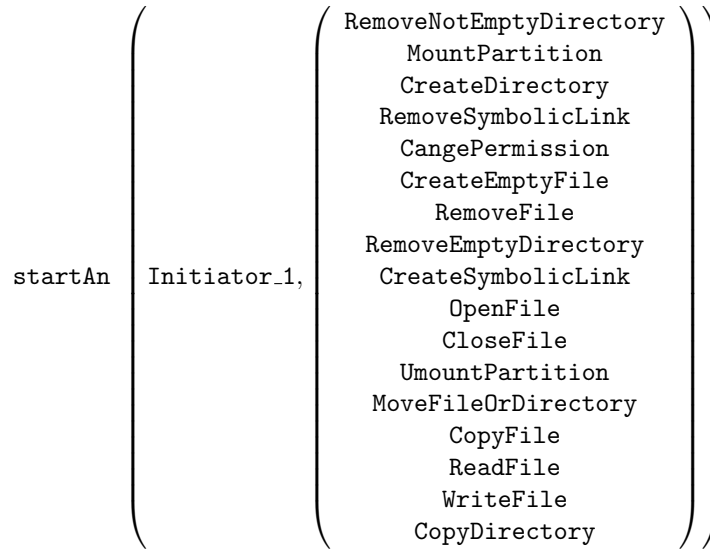 RemoveNotEmptyDirectory
MountPartition
CreateDirectory
RemoveSymbolicLink
CangePermission
CreateEmptyFile
RemoveFile
RemoveEmptyDirectory
startAn ( Initiator_1, ( CreateSymbolicLink ) )
OpenFile
CloseFile
UmountPartition
MoveFileOrDirectory
CopyFile
ReadFile
WriteFile
CopyDirectory